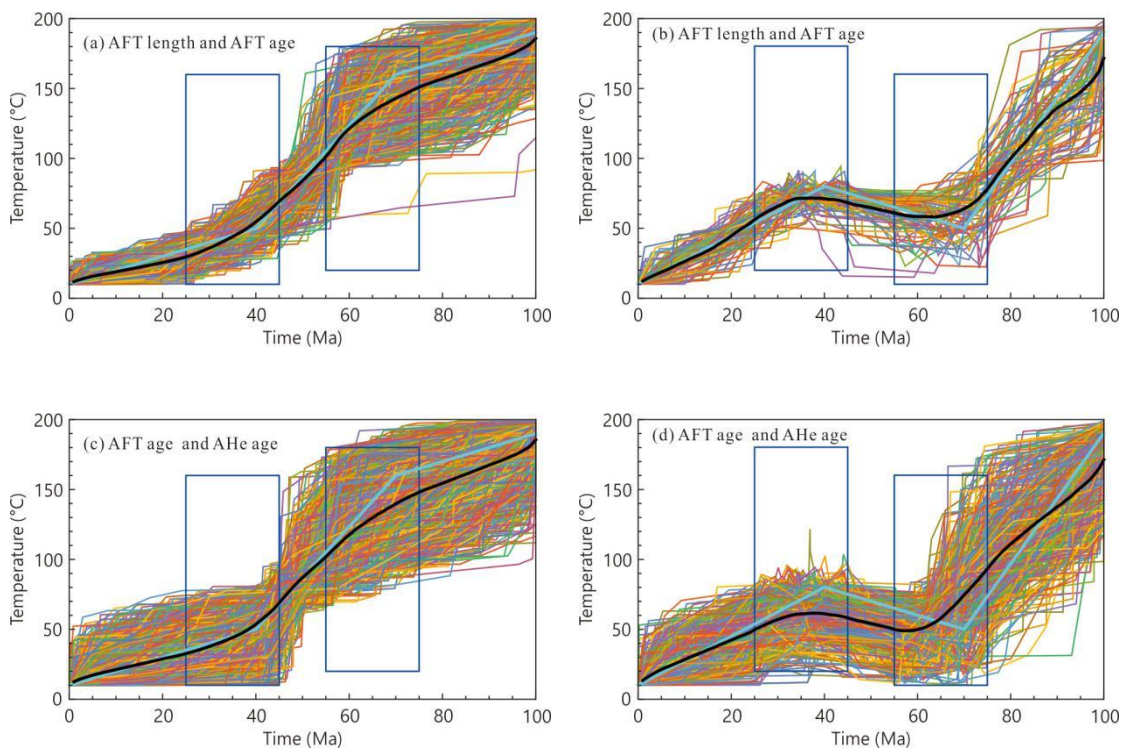 (a) AFT length and AFT age
Temperature (°C)
200
150
100
50
0
0 20 40 60 80 100
Time (Ma)
(b) AFT length and AFT age
Temperature (°C)
200
150
100
50
0
0 20 40 60 80 100
Time (Ma)
(c) AFT age and AHe age
Temperature (°C)
200
150
100
50
0
0 20 40 60 80 100
Time (Ma)
(d) AFT age and AHe age
Temperature (°C)
200
150
100
50
0
0 20 40 60 80 100
Time (Ma)